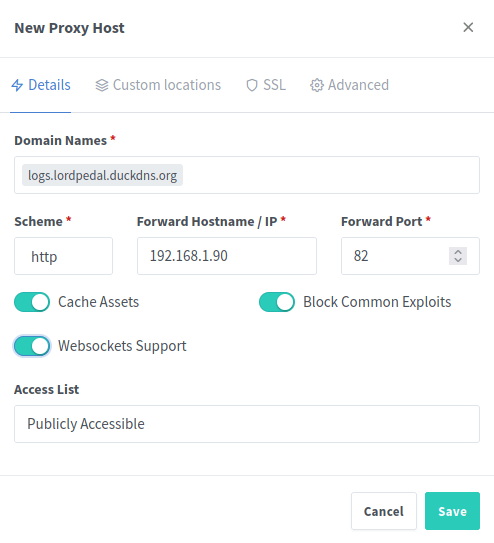 New Proxy Host ×
Details Custom locations SSL Advanced
Domain Names *
logs.lordpedal.duckdns.org
Scheme * Forward Hostname / IP * Forward Port *
http 192.168.1.90 82
Cache Assets Block Common Exploits
Websockets Support
Access List
Publicly Accessible
Cancel Save